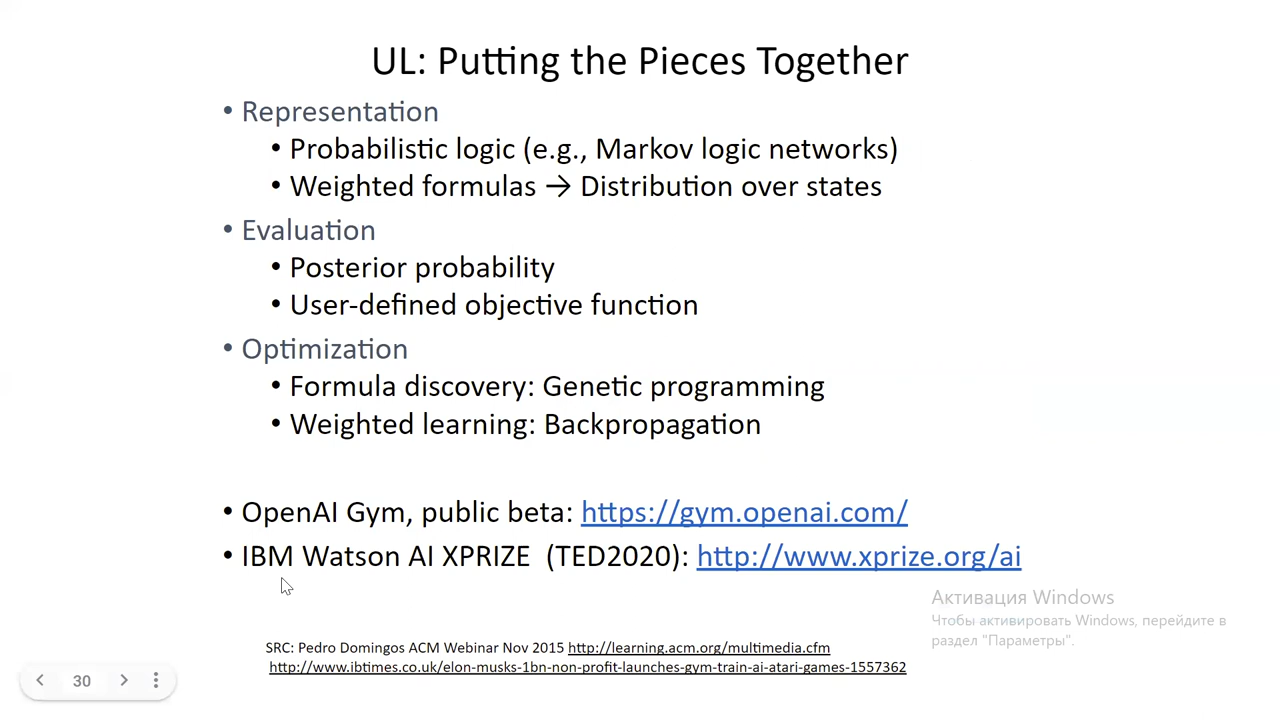 UL: Putting the Pieces Together
• Representation
• Probabilistic logic (e.g., Markov logic networks)
• Weighted formulas → Distribution over states
• Evaluation
• Posterior probability
• User-defined objective function
• Optimization
• Formula discovery: Genetic programming
• Weighted learning: Backpropagation
• OpenAI Gym, public beta: https://gym.openai.com/
• IBM Watson AI XPRIZE (TED2020): http://www.xprize.org/ai
Активация Windows
Чтобы активировать Windows, перейдите в
раздел "Параметры".
SRC: Pedro Domingos ACM Webinar Nov 2015 http://learning.acm.org/multimedia.cfm
http://www.ibtimes.co.uk/elon-musks-1bn-non-profit-launches-gym-train-ai-atari-games-1557362
30